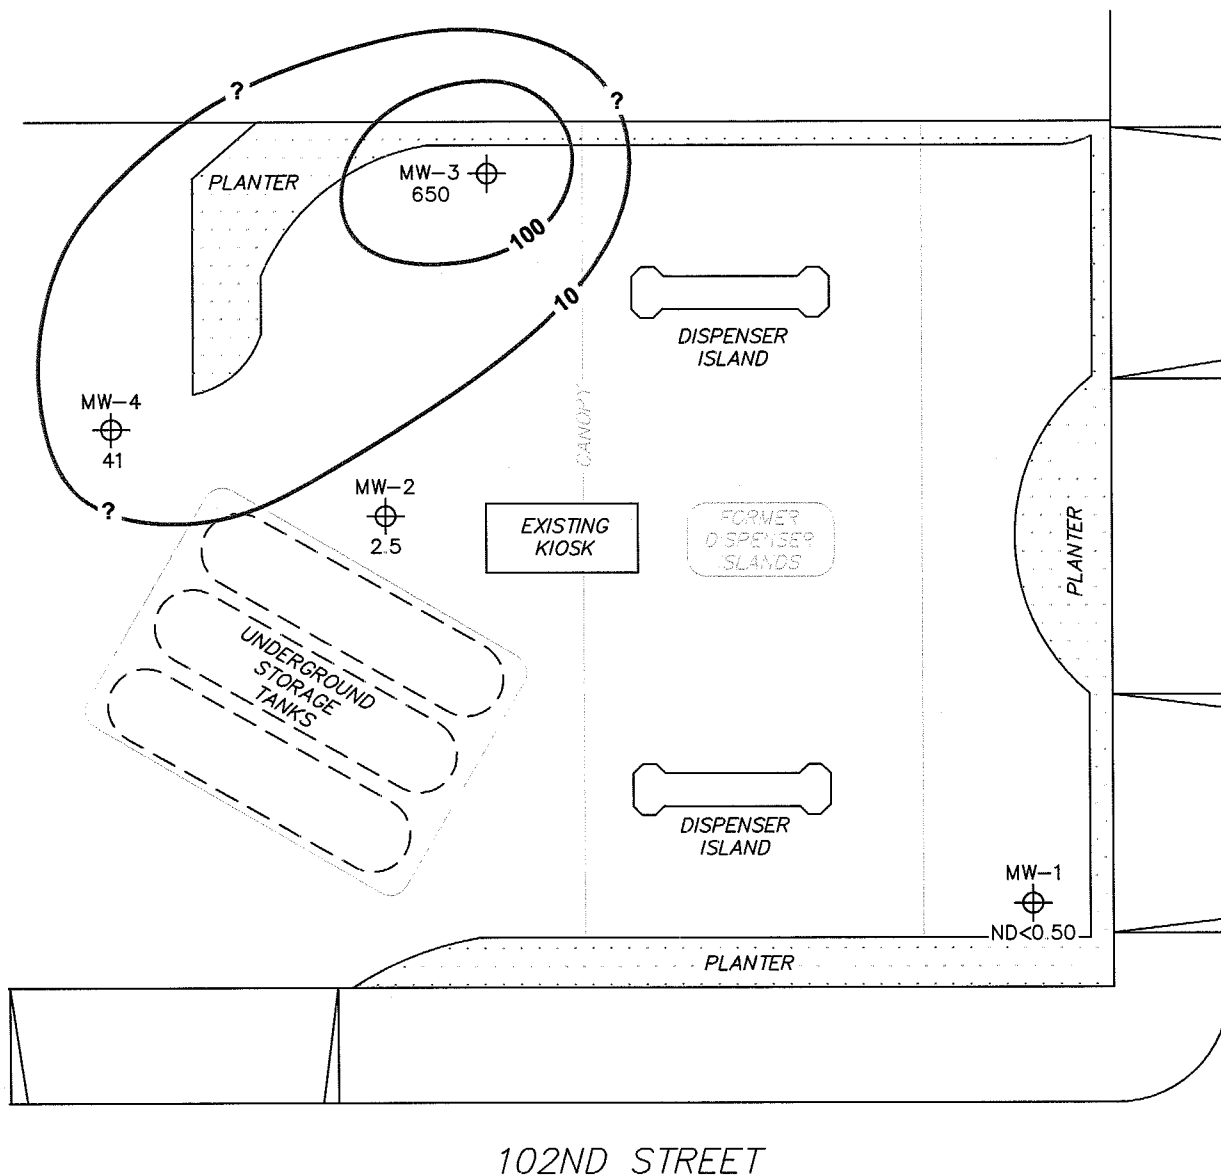 ?
?
MW-3
650
PLANTER
100
10
DISPENSER
ISLAND
CANOPY
MW-4
41
?
MW-2
2.5
EXISTING
KIOSK
FORMER
DISPENSER
ISLANDS
PLANTER
UNDERGROUND
STORAGE
TANKS
DISPENSER
ISLAND
MW-1
ND<0.50
PLANTER
102ND STREET